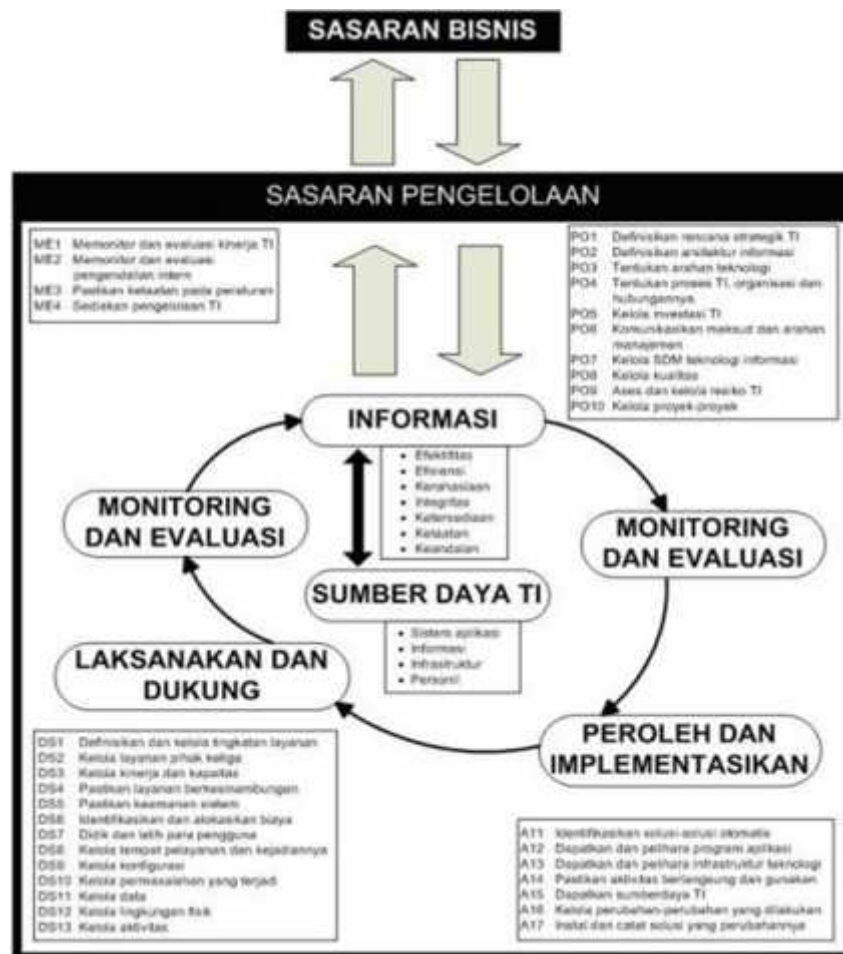 SASARAN BISNIS
SASARAN PENGELOLAAN
ME1 Memonitor dan evaluasi kinerja TI
ME2 Memonitor dan evaluasi
pengendalian intern
ME3 Pastikan ketaatan pada peraturan
ME4 Sediakan pengelolaan TI
PO1 Definisikan rencana strategik TI
PO2 Definisikan arsitektur informasi
PO3 Tentukan arahan teknologi
PO4 Tentukan proses TI, organisasi dan
hubungannya
PO5 Kelola investasi TI
PO6 Komunikasikan maksud dan arahan
manajemen
PO7 Kelola SDM teknologi informasi
PO8 Kelola kualitas
PO9 Ases dan kelola resiko TI
PO10 Kelola proyek-proyek
INFORMASI
• Efektifitas
• Efisiensi
• Kerahasiaan
• Integritas
• Ketersediaan
• Ketaatan
• Keandalan
MONITORING
DAN EVALUASI
MONITORING
DAN EVALUASI
SUMBER DAYA TI
• Sistem aplikasi
• Informasi
• Infrastruktur
• Personil
LAKSANAKAN DAN
DUKUNG
PEROLEH DAN
IMPLEMENTASIKAN
DS1 Definisikan dan kelola tingkatan layanan
DS2 Kelola layanan pihak ketiga
DS3 Kelola kinerja dan kapasitas
DS4 Pastikan layanan berkesinambungan
DS5 Pastikan keamanan sistem
DS6 Identifikasikan dan alokasikan biaya
DS7 Didik dan latih para pengguna
DS8 Kelola tempat pelayanan dan kejadiannya
DS9 Kelola konfigurasi
DS10 Kelola permasalahan yang terjadi
DS11 Kelola data
DS12 Kelola lingkungan fisik
DS13 Kelola aktivitas
A11 Identifikasikan solusi-solusi otomatis
A12 Dapatkan dan pelihara program aplikasi
A13 Dapatkan dan pelihara infrastruktur teknologi
A14 Pastikan aktivitas berlangsung dan gunakan
A15 Dapatkan sumberdaya TI
A16 Kelola perubahan-perubahan yang dilakukan
A17 Instal dan catat solusi yang perubahannya